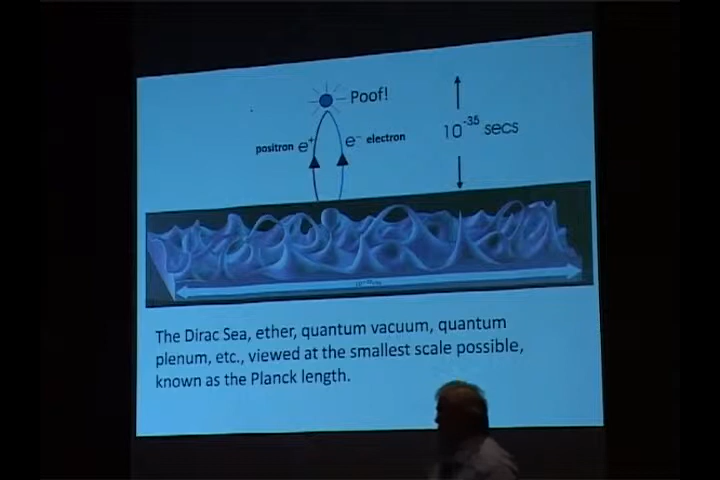 Poof!
positron e+ e- electron
10-35 secs
The Dirac Sea, ether, quantum vacuum, quantum
plenum, etc., viewed at the smallest scale possible,
known as the Planck length.